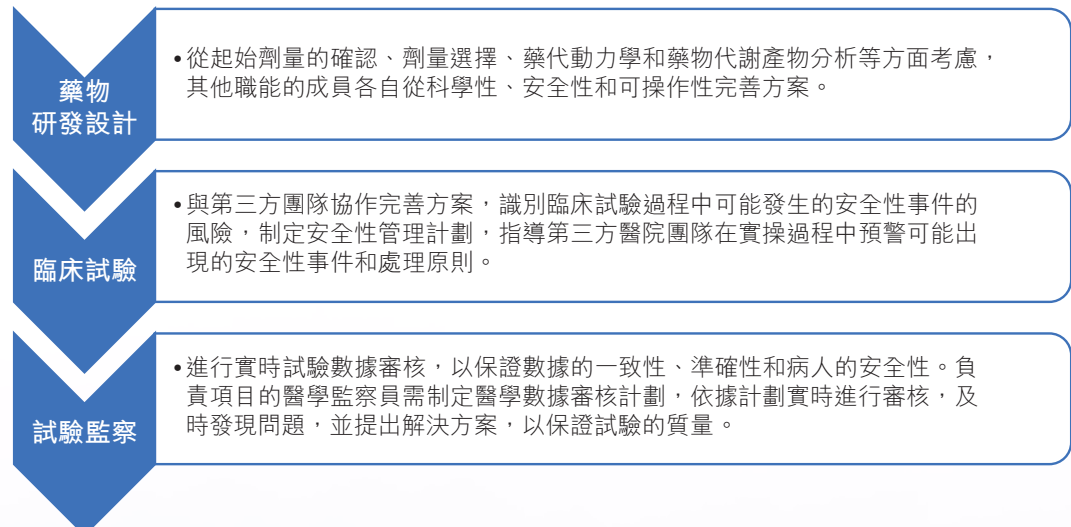 藥物
研發設計
•從起始劑量的確認、劑量選擇、藥代動力學和藥物代謝產物分析等方面考慮，
其他職能的成員各自從科學性、安全性和可操作性完善方案。
臨床試驗
•與第三方團隊協作完善方案，識別臨床試驗過程中可能發生的安全性事件的
風險，制定安全性管理計劃，指導第三方醫院團隊在實操過程中預警可能出
現的安全性事件和處理原則。
試驗監察
•進行實時試驗數據審核，以保證數據的一致性、準確性和病人的安全性。負
責項目的醫學監察員需制定醫學數據審核計劃，依據計劃實時進行審核，及
時發現問題，並提出解決方案，以保證試驗的質量。